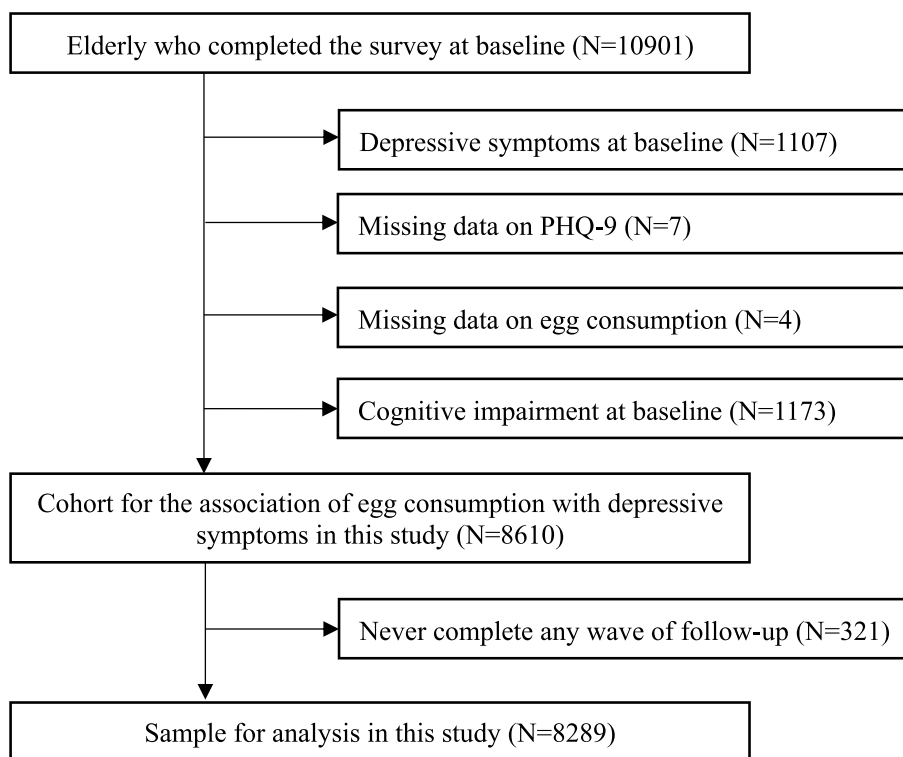 Elderly who completed the survey at baseline (N=10901)
Depressive symptoms at baseline (N=1107)
Missing data on PHQ-9 (N=7)
Missing data on egg consumption (N=4)
Cognitive impairment at baseline (N=1173)
Cohort for the association of egg consumption with depressive
symptoms in this study (N=8610)
Never complete any wave of follow-up (N=321)
Sample for analysis in this study (N=8289)